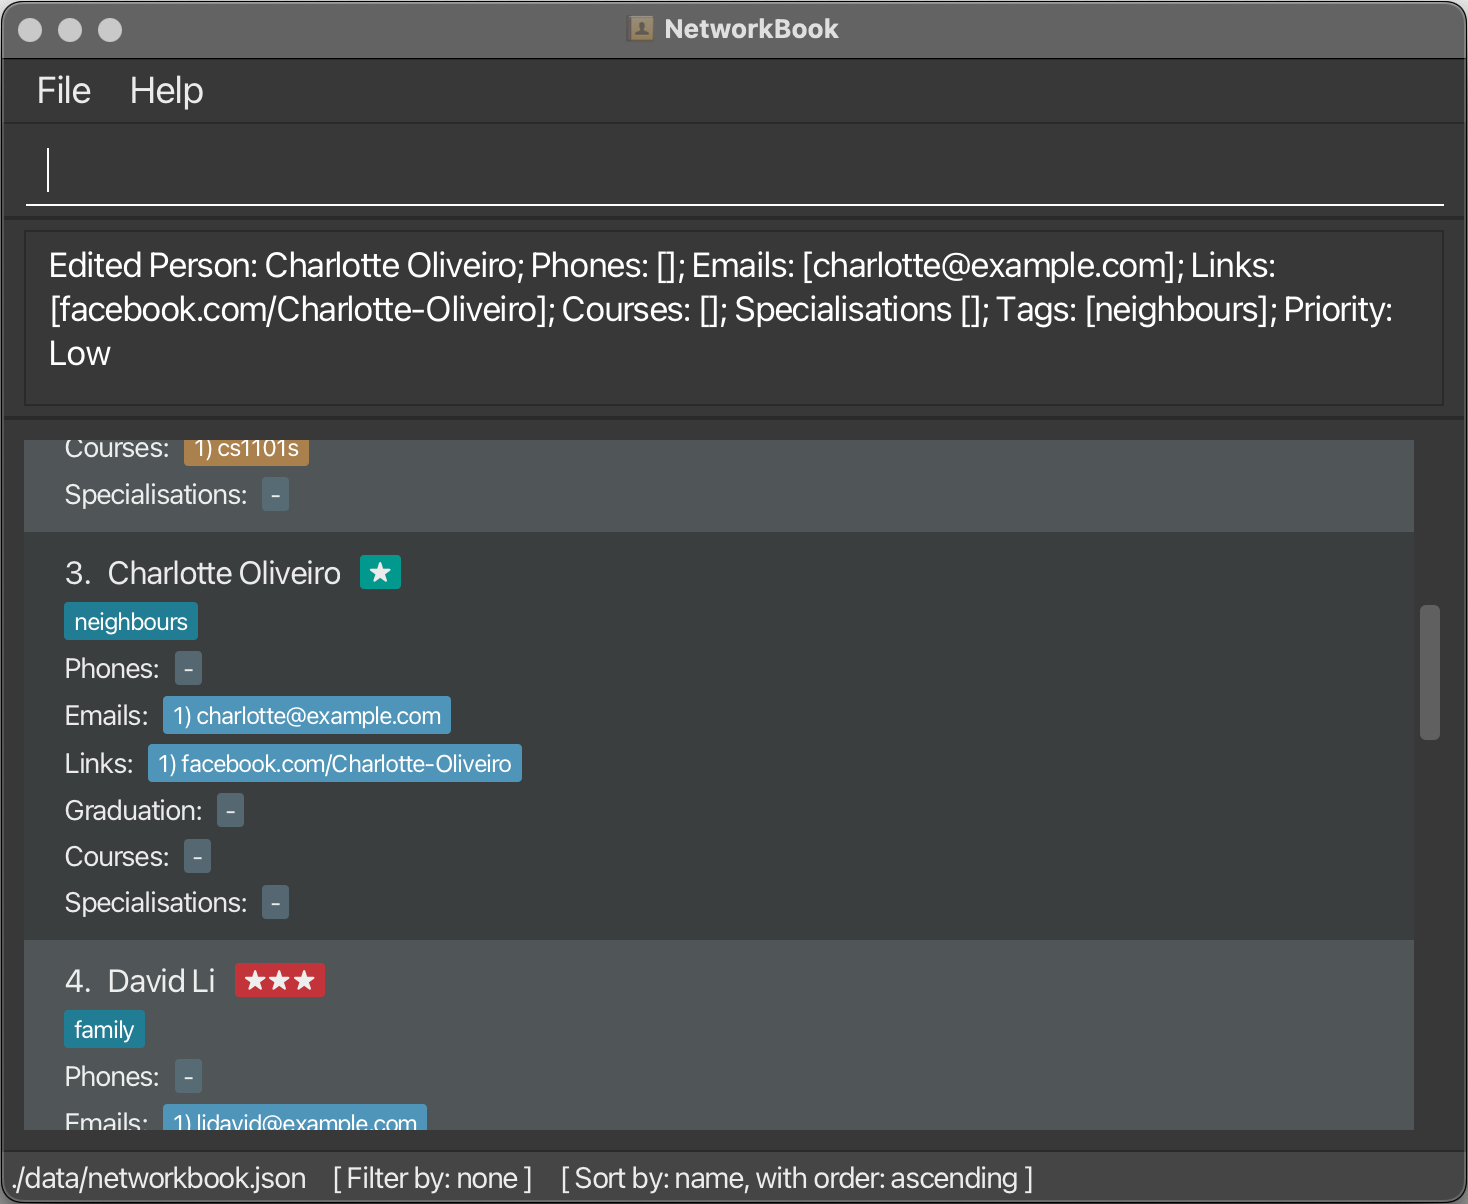 NetworkBook
File Help
Edited Person: Charlotte Oliveiro; Phones: []; Emails: [charlotte@example.com]; Links:
[facebook.com/Charlotte-Oliveiro]; Courses: []; Specialisations []; Tags: [neighbours]; Priority:
Low
Courses: 1) cs1101s
Specialisations: -
3. Charlotte Oliveiro ★
neighbours
Phones: -
Emails: 1) charlotte@example.com
Links: 1) facebook.com/Charlotte-Oliveiro
Graduation: -
Courses: -
Specialisations: -
4. David Li ★★★
family
Phones: -
Emails: 1) lidavid@example.com
./data/networkbook.json [ Filter by: none ] [ Sort by: name, with order: ascending ]